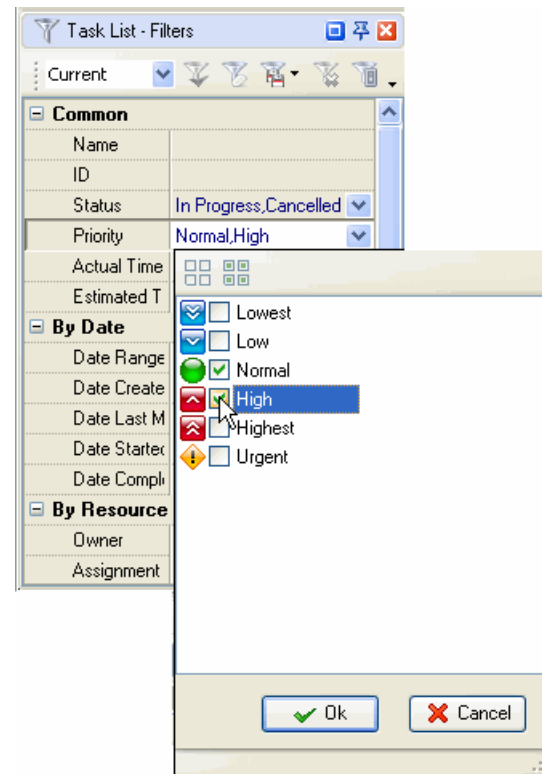 Task List - Filters
Current
Common
Name
ID
Status In Progress,Cancelled
Priority Normal,High
Actual Time
Estimated T
Lowest
Low
Normal
High
Highest
Urgent
By Date
Date Range
Date Create
Date Last M
Date Starte
Date Comple
By Resource
Owner
Assignment
Ok Cancel